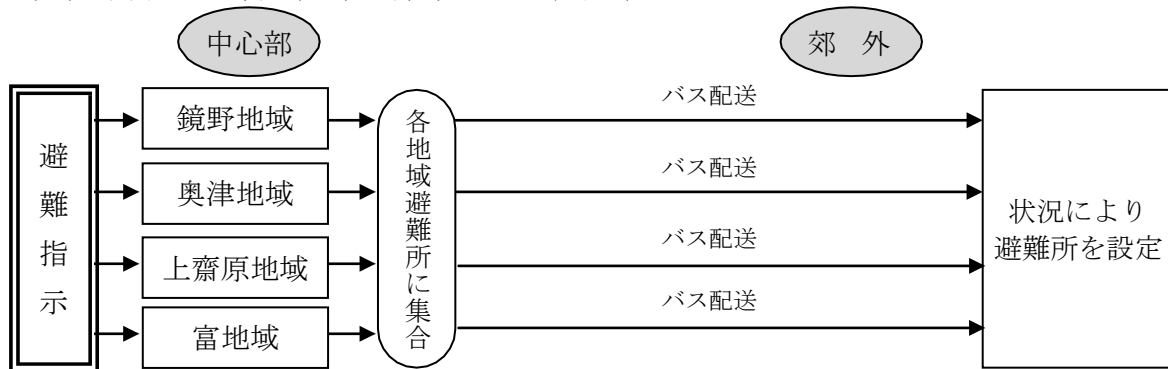 中心部
郊　外
避難指示
鏡野地域
奥津地域
上齋原地域
富地域
各地域避難所に集合
バス配送
バス配送
バス配送
バス配送
状況により
避難所を設定